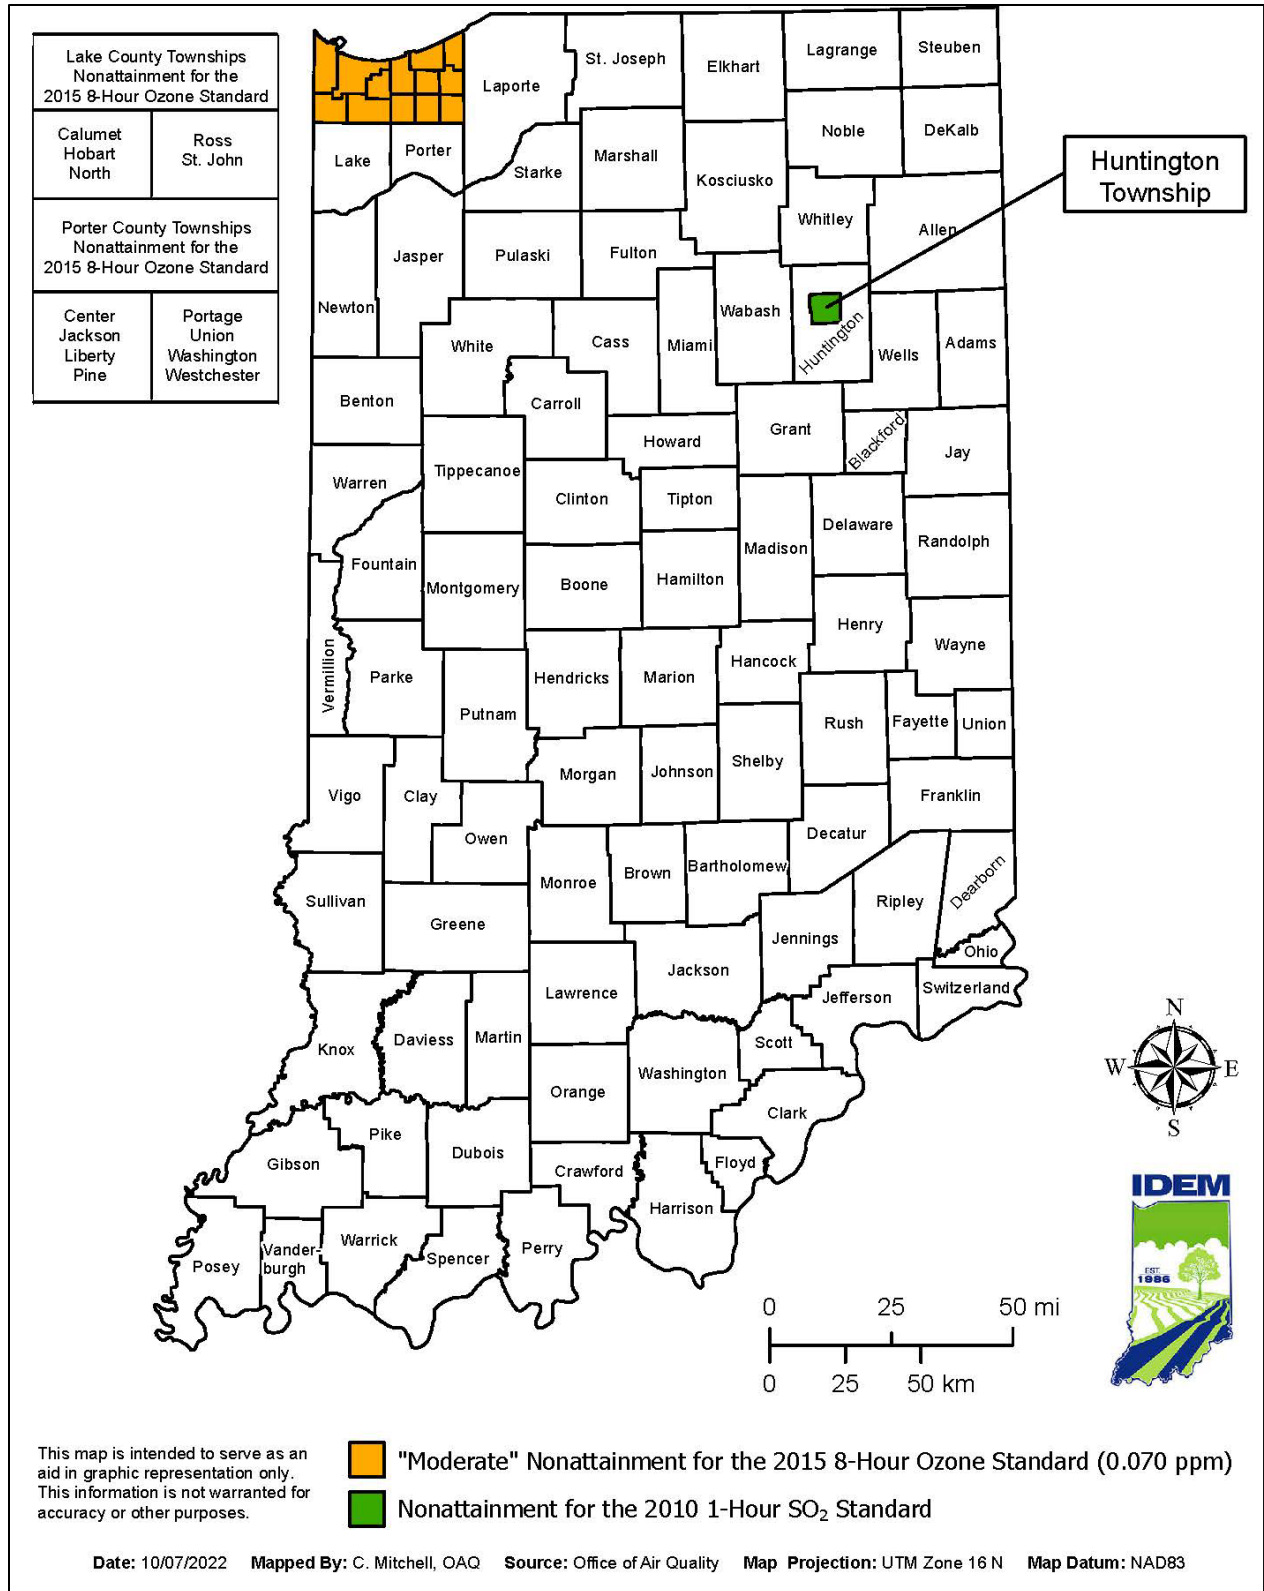 Lake County Townships
Nonattainment for the
2015 8-Hour Ozone Standard
Calumet
Hobart
North
Ross
St. John
Porter County Townships
Nonattainment for the
2015 8-Hour Ozone Standard
Center
Jackson
Liberty
Pine
Portage
Union
Washington
Westchester
Huntington
Township
Laporte
St. Joseph
Elkhart
Lagrange
Steuben
Noble
DeKalb
Lake
Porter
Starke
Marshall
Kosciusko
Whitley
Allen
Newton
Jasper
Pulaski
Fulton
Wabash
Huntington
Wells
Adams
White
Cass
Miami
Benton
Carroll
Howard
Grant
Blackford
Jay
Warren
Tippecanoe
Clinton
Tipton
Madison
Delaware
Randolph
Fountain
Montgomery
Boone
Hamilton
Henry
Wayne
Vermillion
Parke
Putnam
Hendricks
Marion
Hancock
Rush
Fayette
Union
Vigo
Clay
Owen
Morgan
Johnson
Shelby
Decatur
Franklin
Sullivan
Greene
Monroe
Brown
Bartholomew
Jennings
Ripley
Dearborn
Ohio
Switzerland
Jefferson
Jackson
Lawrence
Knox
Daviess
Martin
Scott
Washington
Orange
Clark
Gibson
Pike
Dubois
Crawford
Floyd
Harrison
Posey
Vander-
burgh
Warrick
Spencer
Perry
N
W E
S
IDEM
EST.
1986
0 25 50 mi
0 25 50 km
This map is intended to serve as an
aid in graphic representation only.
This information is not warranted for
accuracy or other purposes.
"Moderate" Nonattainment for the 2015 8-Hour Ozone Standard (0.070 ppm)
Nonattainment for the 2010 1-Hour SO₂ Standard
Date: 10/07/2022 Mapped By: C. Mitchell, OAQ Source: Office of Air Quality Map Projection: UTM Zone 16 N Map Datum: NAD83